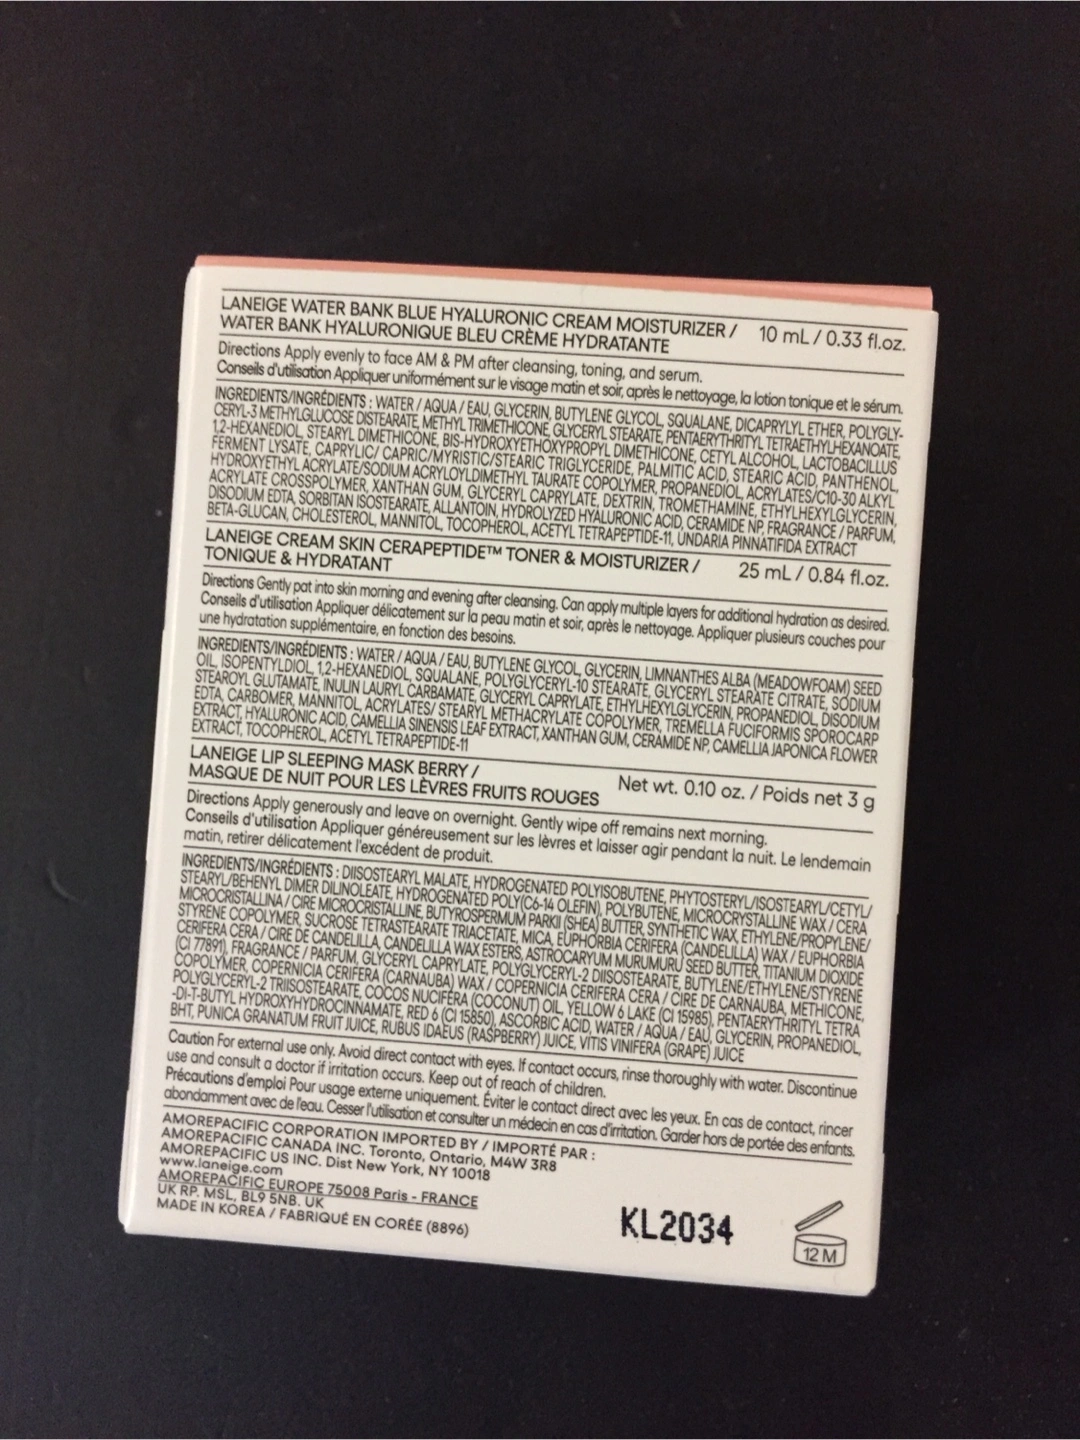 LANEIGE WATER BANK BLUE HYALURONIC CREAM MOISTURIZER / 10 mL / 0.33 fl.oz.
WATER BANK HYALURONIQUE BLEU CRÈME HYDRATANTE
Directions Apply evenly to face AM & PM after cleansing, toning, and serum.
Conseils d'utilisation Appliquer uniformément sur le visage matin et soir, après le nettoyage, la lotion tonique et le sérum.
INGREDIENTS/INGRÉDIENTS : WATER / AQUA / EAU, GLYCERIN, BUTYLENE GLYCOL, SQUALANE, DICAPRYLYL ETHER, POLYGLY-
CERYL-3 METHYLGLUCOSE DISTEARATE, METHYL TRIMETHICONE, GLYCERYL STEARATE, PENTAERYTHRITYL TETRAETHYLHEXANOATE,
1,2-HEXANEDIOL, STEARYL DIMETHICONE, BIS-HYDROXYETHOXYPROPYL DIMETHICONE, CETYL ALCOHOL, LACTOBACILLUS
FERMENT LYSATE, CAPRYLIC/ CAPRIC/MYRISTIC/STEARIC TRIGLYCERIDE, PALMITIC ACID, STEARIC ACID, PANTHENOL,
HYDROXYETHYL ACRYLATE/SODIUM ACRYLOYLDIMETHYL TAURATE COPOLYMER, PROPANEDIOL, ACRYLATES/C10-30 ALKYL
ACRYLATE CROSSPOLYMER, XANTHAN GUM, GLYCERYL CAPRYLATE, DEXTRIN, TROMETHAMINE, ETHYLHEXYLGLYCERIN,
DISODIUM EDTA, SORBITAN ISOSTEARATE, ALLANTOIN, HYDROLYZED HYALURONIC ACID, CERAMIDE NP, FRAGRANCE / PARFUM,
BETA-GLUCAN, CHOLESTEROL, MANNITOL, TOCOPHEROL, ACETYL TETRAPEPTIDE-11, UNDARIA PINNATIFIDA EXTRACT
LANEIGE CREAM SKIN CERAPEPTIDE™ TONER & MOISTURIZER / 25 mL / 0.84 fl.oz.
TONIQUE & HYDRATANT
Directions Gently pat into skin morning and evening after cleansing. Can apply multiple layers for additional hydration as desired.
Conseils d'utilisation Appliquer délicatement sur la peau matin et soir, après le nettoyage. Appliquer plusieurs couches pour
une hydratation supplémentaire, en fonction des besoins.
INGREDIENTS/INGRÉDIENTS : WATER / AQUA / EAU, BUTYLENE GLYCOL, GLYCERIN, LIMNANTHES ALBA (MEADOWFOAM) SEED
OIL, ISOPENTYLDIOL, 1,2-HEXANEDIOL, SQUALANE, POLYGLYCERYL-10 STEARATE, GLYCERYL STEARATE CITRATE, SODIUM
STEAROYL GLUTAMATE, INULIN LAURYL CARBAMATE, GLYCERYL CAPRYLATE, ETHYLHEXYLGLYCERIN, PROPANEDIOL, DISODIUM
EDTA, CARBOMER, MANNITOL, ACRYLATES/ STEARYL METHACRYLATE COPOLYMER, TREMELLA FUCIFORMIS SPOROCARP
EXTRACT, HYALURONIC ACID, CAMELLIA SINENSIS LEAF EXTRACT, XANTHAN GUM, CERAMIDE NP, CAMELLIA JAPONICA FLOWER
EXTRACT, TOCOPHEROL, ACETYL TETRAPEPTIDE-11
LANEIGE LIP SLEEPING MASK BERRY / Net wt. 0.10 oz. / Poids net 3 g
MASQUE DE NUIT POUR LES LÈVRES FRUITS ROUGES
Directions Apply generously and leave on overnight. Gently wipe off remains next morning.
Conseils d'utilisation Appliquer généreusement sur les lèvres et laisser agir pendant la nuit. Le lendemain
matin, retirer délicatement l'excédent de produit.
INGREDIENTS/INGRÉDIENTS : DIISOSTEARYL MALATE, HYDROGENATED POLYISOBUTENE, PHYTOSTERYL/ISOSTEARYL/CETYL/
STEARYL/BEHENYL DIMER DILINOLEATE, HYDROGENATED POLY(C6-14 OLEFIN), POLYBUTENE, MICROCRYSTALLINE WAX / CERA
MICROCRISTALLINA / CIRE MICROCRISTALLINE, BUTYROSPERMUM PARKII (SHEA) BUTTER, SYNTHETIC WAX, ETHYLENE/PROPYLENE/
STYRENE COPOLYMER, SUCROSE TETRASTEARATE TRIACETATE, MICA, EUPHORBIA CERIFERA (CANDELILLA) WAX / EUPHORBIA
CERIFERA CERA / CIRE DE CANDELILLA, CANDELILLA WAX ESTERS, ASTROCARYUM MURUMURU SEED BUTTER, TITANIUM DIOXIDE
(CI 77891), FRAGRANCE / PARFUM, GLYCERYL CAPRYLATE, POLYGLYCERYL-2 DIISOSTEARATE, BUTYLENE/ETHYLENE/STYRENE
COPOLYMER, COPERNICIA CERIFERA (CARNAUBA) WAX / COPERNICIA CERIFERA CERA / CIRE DE CARNAUBA, METHICONE,
POLYGLYCERYL-2 TRIISOSTEARATE, COCOS NUCIFERA (COCONUT) OIL, YELLOW 6 LAKE (CI 15985), PENTAERYTHRITYL TETRA
-DI-T-BUTYL HYDROXYHYDROCINNAMATE, RED 6 (CI 15850), ASCORBIC ACID, WATER / AQUA / EAU, GLYCERIN, PROPANEDIOL,
BHT, PUNICA GRANATUM FRUIT JUICE, RUBUS IDAEUS (RASPBERRY) JUICE, VITIS VINIFERA (GRAPE) JUICE
Caution For external use only. Avoid direct contact with eyes. If contact occurs, rinse thoroughly with water. Discontinue
use and consult a doctor if irritation occurs. Keep out of reach of children.
Précautions d'emploi Pour usage externe uniquement. Éviter le contact direct avec les yeux. En cas de contact, rincer
abondamment avec de l'eau. Cesser l'utilisation et consulter un médecin en cas d'irritation. Garder hors de portée des enfants.
AMOREPACIFIC CORPORATION IMPORTED BY / IMPORTÉ PAR :
AMOREPACIFIC CANADA INC. Toronto, Ontario, M4W 3R8
AMOREPACIFIC US INC. Dist New York, NY 10018
www.laneige.com
AMOREPACIFIC EUROPE 75008 Paris - FRANCE
UK RP. MSL, BL9 5NB. UK
MADE IN KOREA / FABRIQUÉ EN CORÉE (8896)
KL2034
12 M